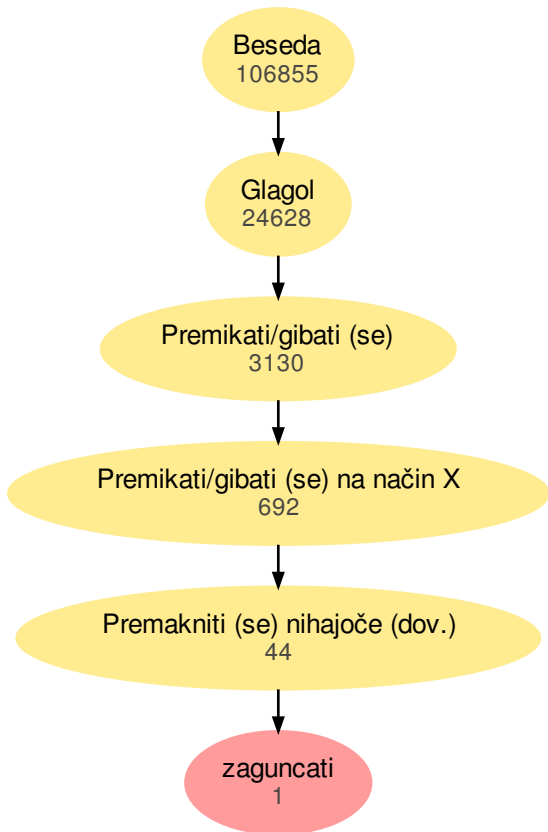 Beseda
106855
Glagol
24628
Premikati/gibati (se)
3130
Premikati/gibati (se) na način X
692
Premakniti (se) nihajoče (dov.)
44
zaguncati
1